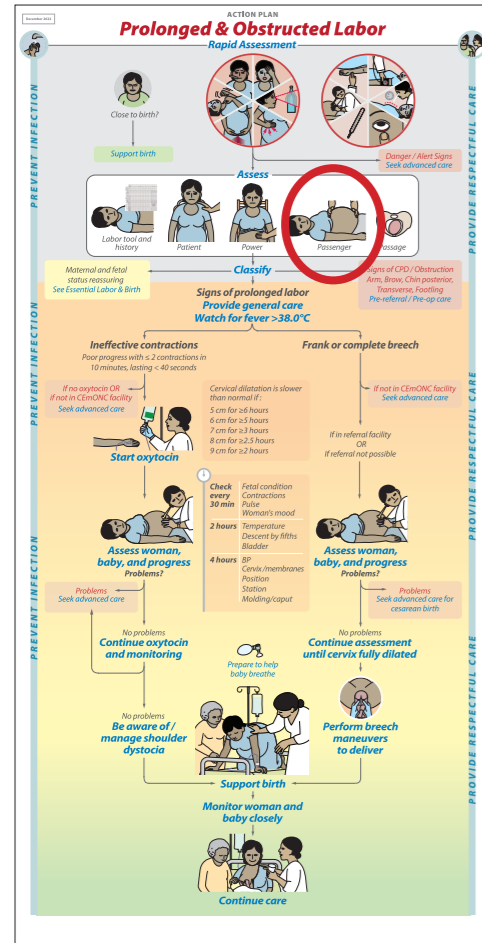 December 2022
ACTION PLAN
Prolonged & Obstructed Labor
Rapid Assessment
Close to birth?
Support birth
Danger / Alert Signs
Seek advanced care
Assess
Labor tool and
history
Patient
Power
Passenger
Passage
Maternal and fetal
status reassuring
See Essential Labor & Birth
Classify
Signs of CPD / Obstruction
Arm, Brow, Chin posterior,
Transverse, Footling
Pre-referral / Pre-op care
Signs of prolonged labor
Provide general care
Watch for fever >38.0°C
Ineffective contractions
Poor progress with ≤ 2 contractions in
10 minutes, lasting < 40 seconds
If no oxytocin OR
if not in CEmONC facility
Seek advanced care
Start oxytocin
Cervical dilatation is slower
than normal if :
5 cm for ≥6 hours
6 cm for ≥5 hours
7 cm for ≥3 hours
8 cm for ≥2.5 hours
9 cm for ≥2 hours
Frank or complete breech
If not in CEmONC facility
Seek advanced care
If in referral facility
OR
If referral not possible
Check
every
30 min
Fetal condition
Contractions
Pulse
Woman's mood
2 hours
Temperature
Descent by fifths
Bladder
4 hours
BP
Cervix/membranes
Position
Station
Molding/caput
Assess woman,
baby, and progress
Problems?
Problems
Seek advanced care
No problems
Continue oxytocin
and monitoring
No problems
Be aware of /
manage shoulder
dystocia
Assess woman,
baby, and progress
Problems?
Problems
Seek advanced care for
cesarean birth
No problems
Continue assessment
until cervix fully dilated
Perform breech
maneuvers
to deliver
Prepare to help
baby breathe
Support birth
Monitor woman and
baby closely
Continue care
PREVENT INFECTION
PREVENT INFECTION
PREVENT INFECTION
PROVIDE RESPECTFUL CARE
PROVIDE RESPECTFUL CARE
PROVIDE RESPECTFUL CARE